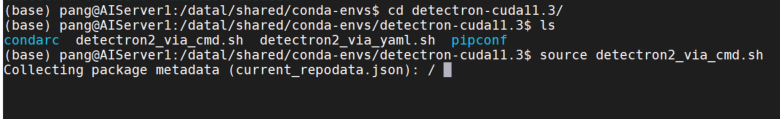 (base) pang@AIServer1:/datal/shared/conda-envs$ cd detectron-cuda11.3/
(base) pang@AIServer1:/datal/shared/conda-envs/detectron-cuda11.3$ ls
condarc  detectron2_via_cmd.sh  detectron2_via_yaml.sh  pipconf
(base) pang@AIServer1:/datal/shared/conda-envs/detectron-cuda11.3$ source detectron2_via_cmd.sh
Collecting package metadata (current_repodata.json): /